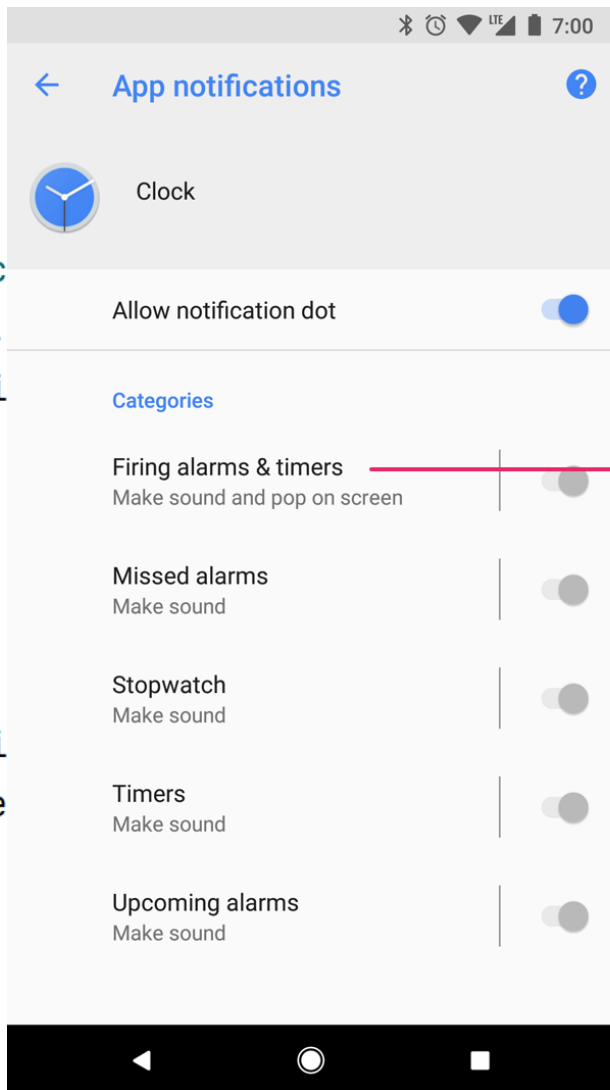 LTE 7:00
App notifications ?
Clock
Allow notification dot
Categories
Firing alarms & timers
Make sound and pop on screen
Missed alarms
Make sound
Stopwatch
Make sound
Timers
Make sound
Upcoming alarms
Make sound